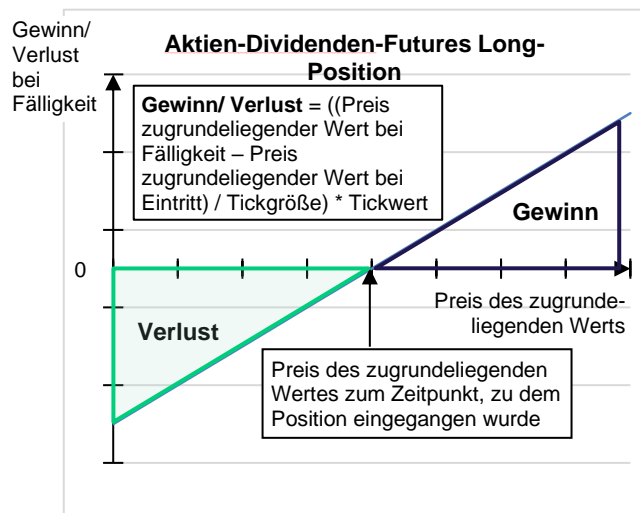 Gewinn/
Verlust
bei
Fälligkeit
Aktien-Dividenden-Futures Long-
Position
Gewinn/ Verlust = ((Preis
zugrundeliegender Wert bei
Fälligkeit – Preis
zugrundeliegender Wert bei
Eintritt) / Tickgröße) * Tickwert
Gewinn
0
Preis des zugrunde-
liegenden Werts
Verlust
Preis des zugrundeliegenden
Wertes zum Zeitpunkt, zu dem
Position eingegangen wurde